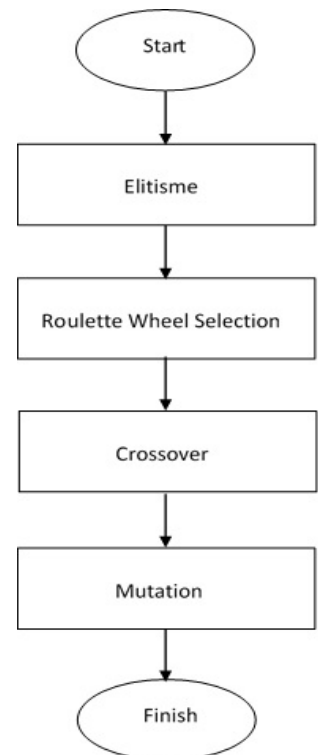 Start
Elitisme
Roulette Wheel Selection
Crossover
Mutation
Finish